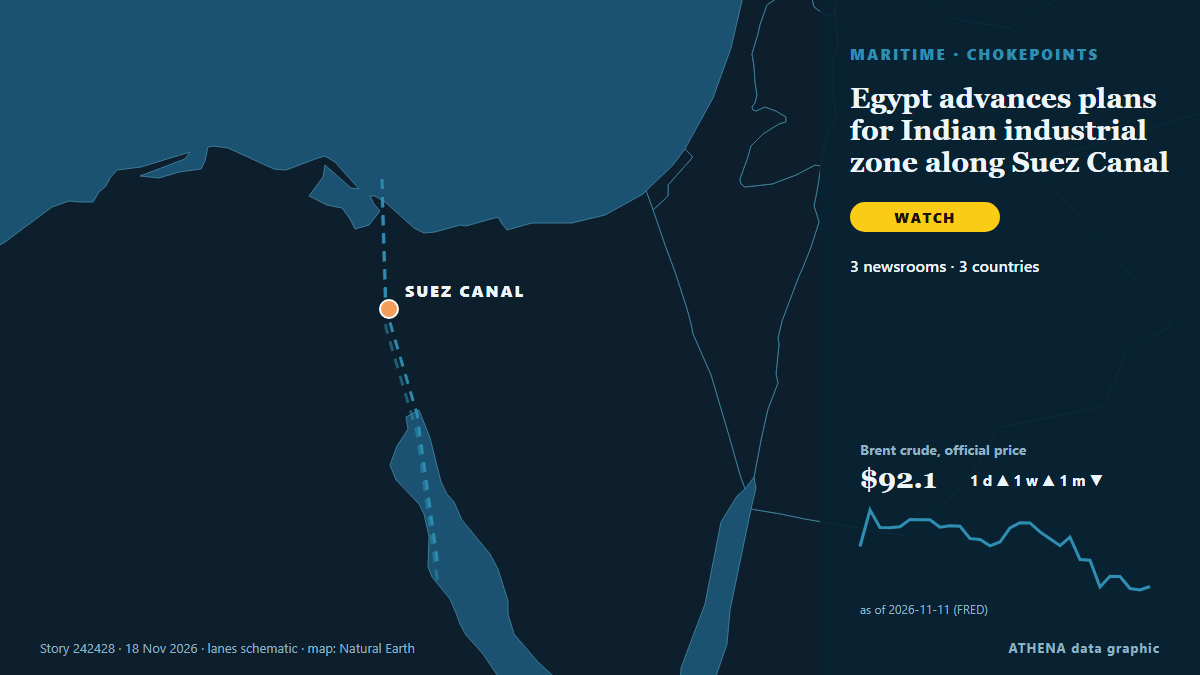 MARITIME · CHOKEPOINTS
Egypt advances plans
for Indian industrial
zone along Suez Canal
WATCH
3 newsrooms · 3 countries
SUEZ CANAL
Brent crude, official price
$92.1 1 d ▲ 1 w ▲ 1 m ▼
as of 2026-11-11 (FRED)
Story 242428 · 18 Nov 2026 · lanes schematic · map: Natural Earth
ATHENA data graphic